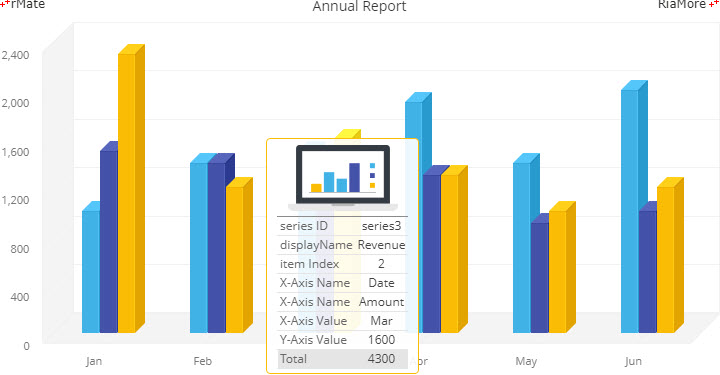 rMate
Annual Report
RiaMore
2,400
2,000
1,600
1,200
800
400
0
series ID series3
displayName Revenue
item Index 2
X-Axis Name Date
X-Axis Name Amount
X-Axis Value Mar
Y-Axis Value 1600
Total 4300
Jan
Feb
pr
May
Jun